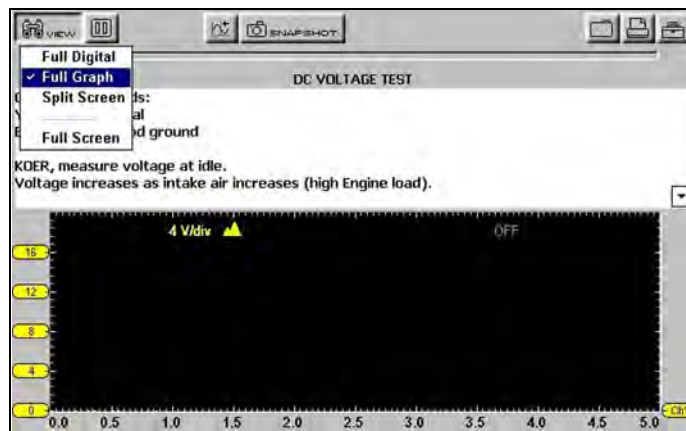 VIEW SNAPSHOT
Full Digital
✓ Full Graph
Split Screen
Full Screen
DC VOLTAGE TEST
ds:
al
d ground
KOER, measure voltage at idle.
Voltage increases as intake air increases (high Engine load).
4 V/div OFF
16
12
8
4
0
0.0 0.5 1.0 1.5 2.0 2.5 3.0 3.5 4.0 4.5 5.0